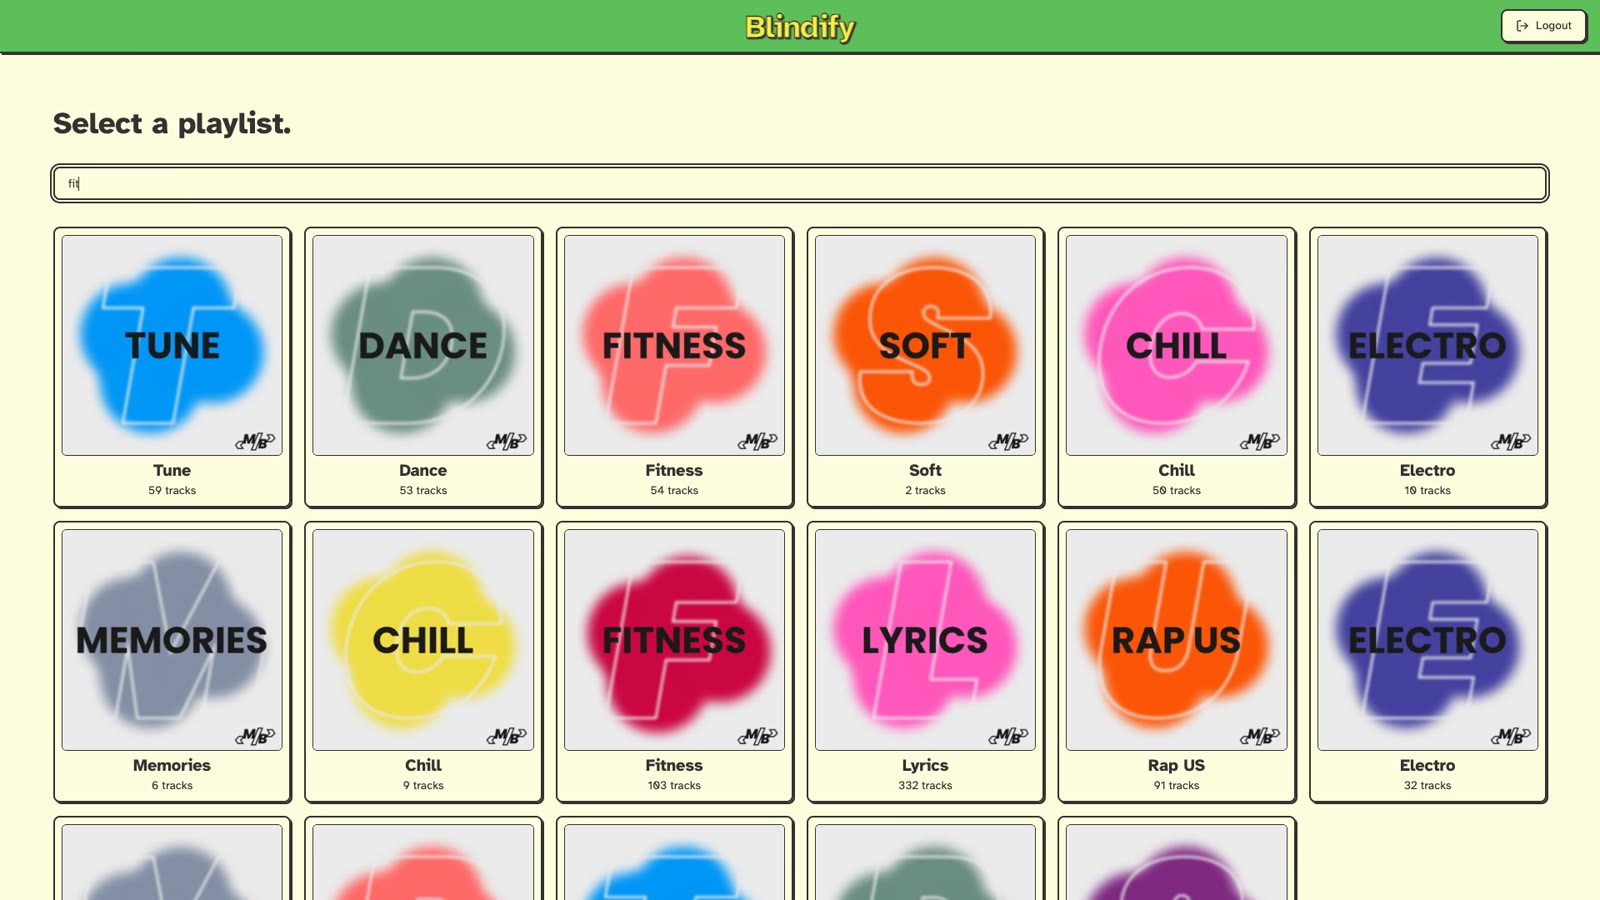 Blindify
Logout
Select a playlist.
fit
TUNE
DANCE
FITNESS
SOFT
CHILL
ELECTRO
M/B
M/B
M/B
M/B
M/B
M/B
Tune
Dance
Fitness
Soft
Chill
Electro
59 tracks
53 tracks
54 tracks
2 tracks
50 tracks
10 tracks
MEMORIES
CHILL
FITNESS
LYRICS
RAP US
ELECTRO
M/B
M/B
M/B
M/B
M/B
M/B
Memories
Chill
Fitness
Lyrics
Rap US
Electro
6 tracks
9 tracks
103 tracks
332 tracks
91 tracks
32 tracks